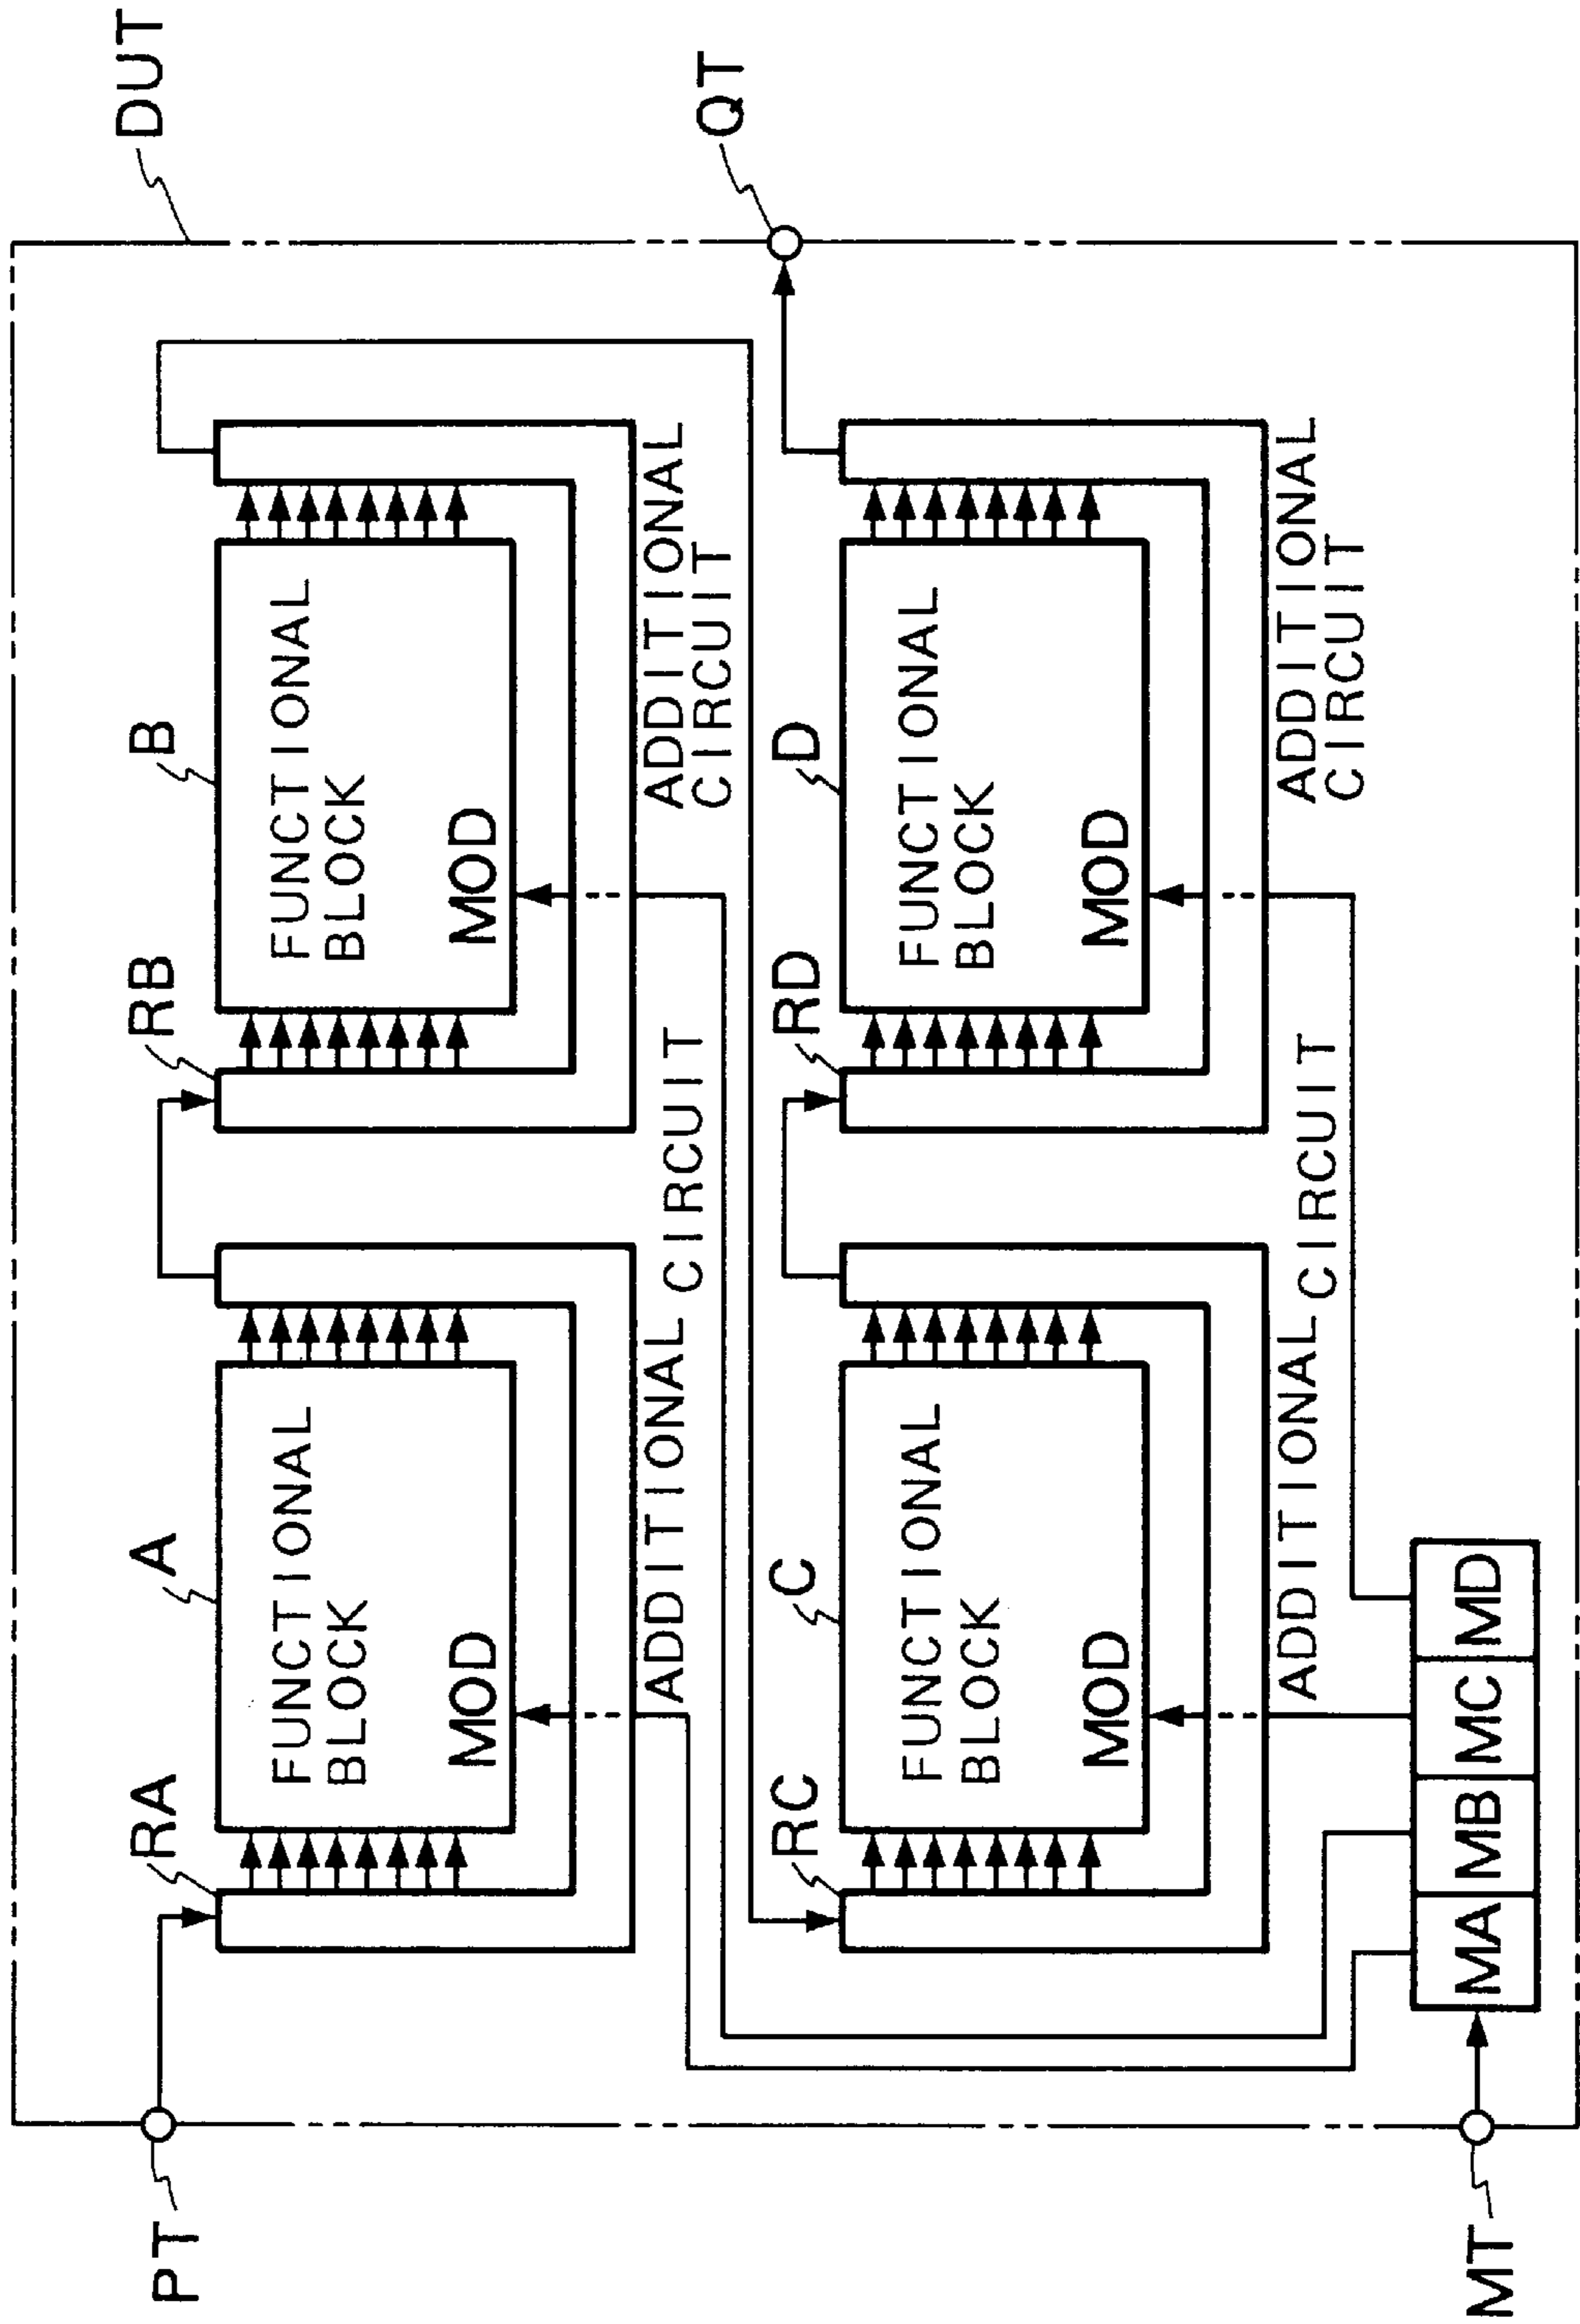 DUT
A
B
RA
RB
FUNCTIONAL
BLOCK
MOD
FUNCTIONAL
BLOCK
MOD
PT
ADDITIONAL CIRCUIT
ADDITIONAL
CIRCUIT
QT
C
D
RC
RD
FUNCTIONAL
BLOCK
MOD
FUNCTIONAL
BLOCK
MOD
ADDITIONAL CIRCUIT
ADDITIONAL
CIRCUIT
MT
MA MB MC MD